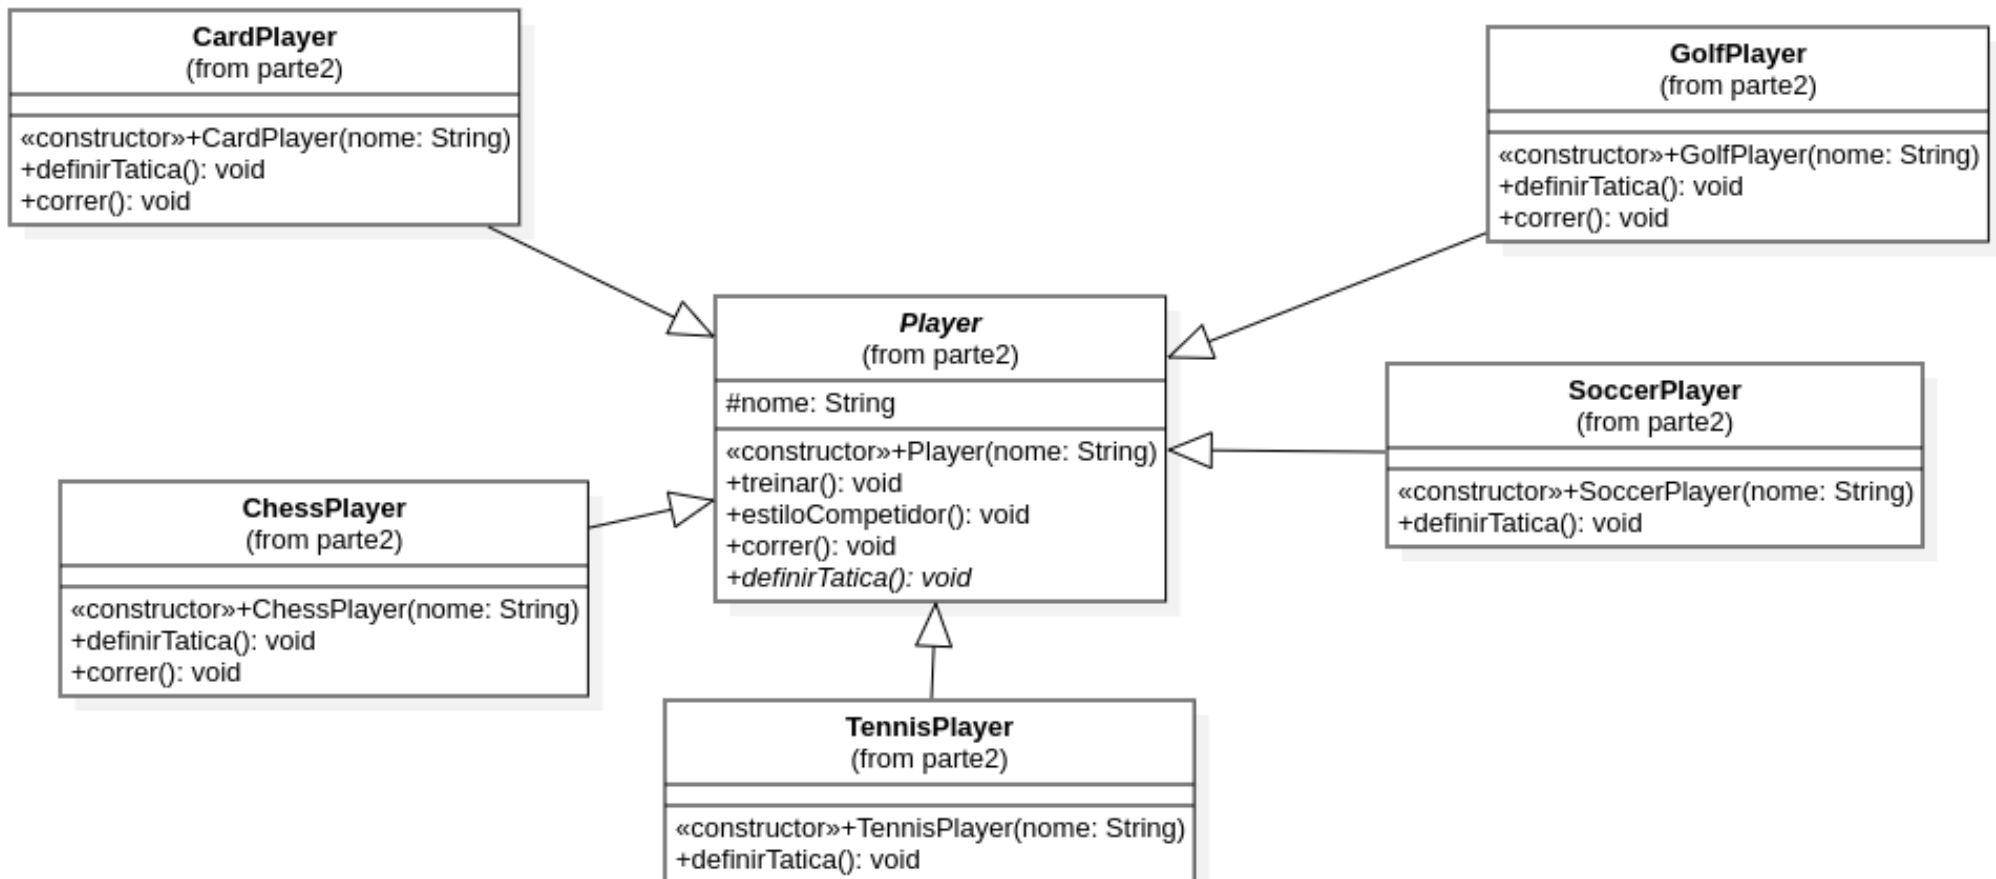 CardPlayer
(from parte2)
«constructor»+CardPlayer(nome: String)
+definirTatica(): void
+correr(): void
GolfPlayer
(from parte2)
«constructor»+GolfPlayer(nome: String)
+definirTatica(): void
+correr(): void
Player
(from parte2)
#nome: String
«constructor»+Player(nome: String)
+treinar(): void
+estiloCompetidor(): void
+correr(): void
+definirTatica(): void
SoccerPlayer
(from parte2)
«constructor»+SoccerPlayer(nome: String)
+definirTatica(): void
ChessPlayer
(from parte2)
«constructor»+ChessPlayer(nome: String)
+definirTatica(): void
+correr(): void
TennisPlayer
(from parte2)
«constructor»+TennisPlayer(nome: String)
+definirTatica(): void